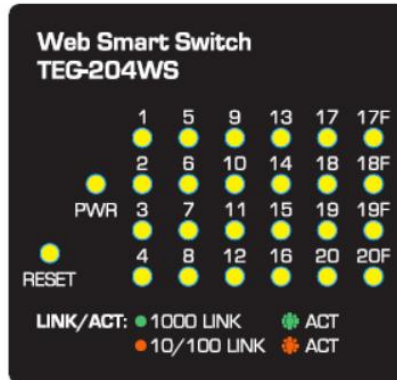 Web Smart Switch
TEG-204WS
1 5 9 13 17 17F
2 6 10 14 18 18F
PWR 3 7 11 15 19 19F
4 8 12 16 20 20F
RESET
LINK/ACT: 1000 LINK ACT
10/100 LINK ACT